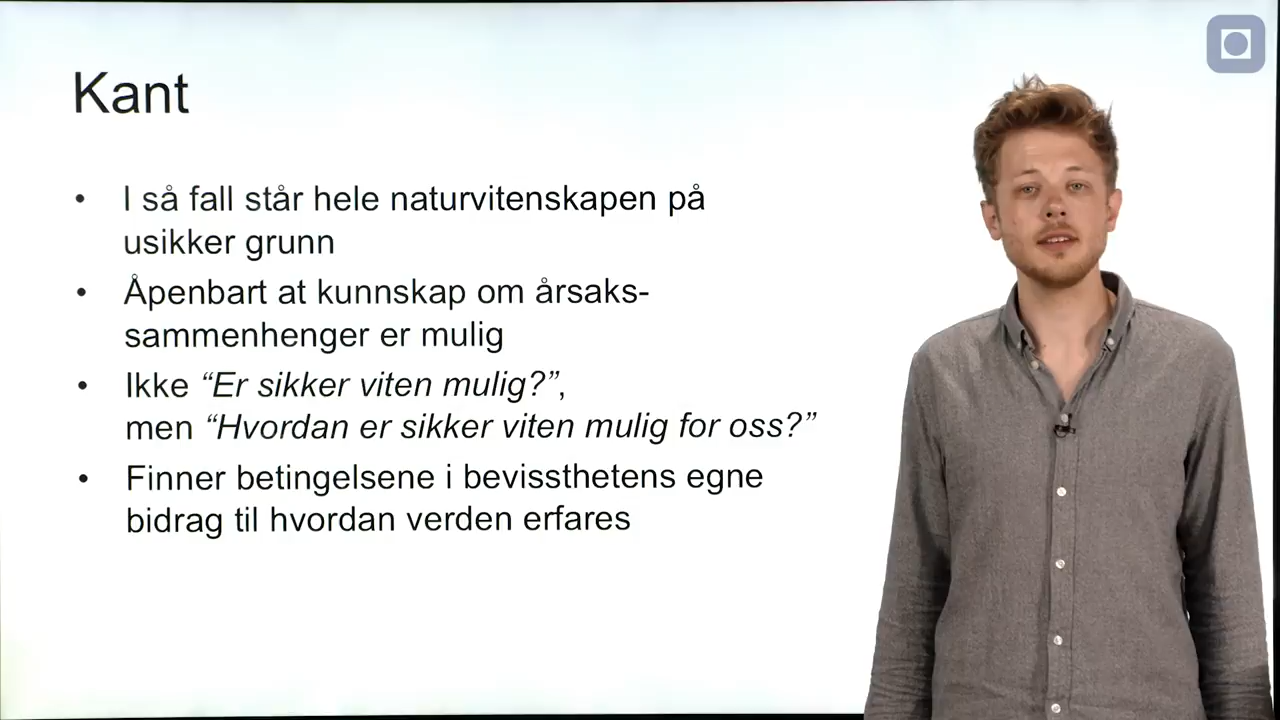 Kant
• I så fall står hele naturvitenskapen på
usikker grunn
• Åpenbart at kunnskap om årsaks-
sammenhenger er mulig
• Ikke “Er sikker viten mulig?”,
men “Hvordan er sikker viten mulig for oss?”
• Finner betingelsene i bevissthetens egne
bidrag til hvordan verden erfares